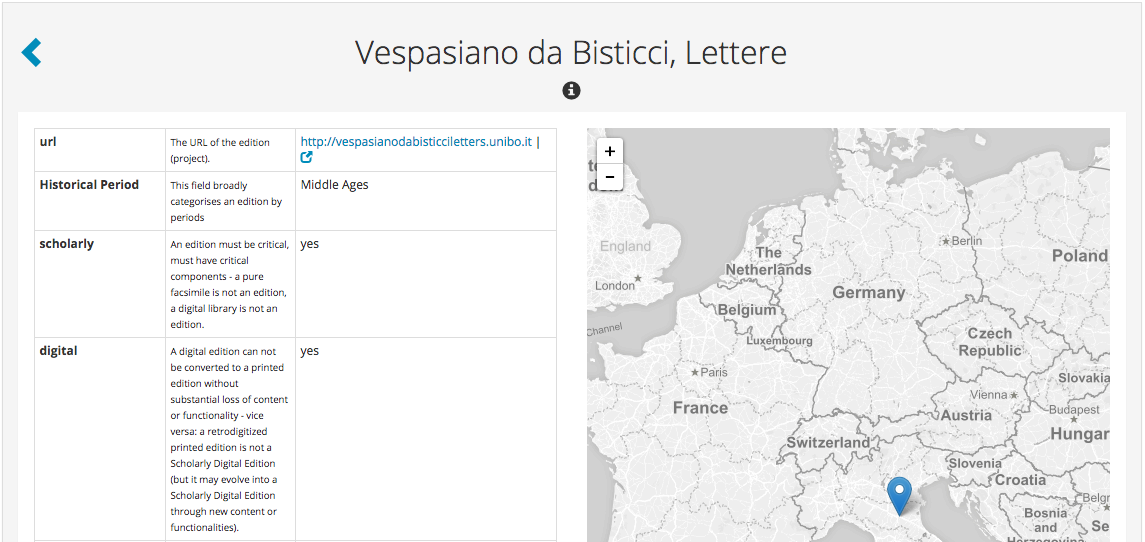 Vespasiano da Bisticci, Lettere
url
The URL of the edition
(project).
http://vespasianodabisticciletters.unibo.it |
Historical Period
This field broadly
categorises an edition by
periods
Middle Ages
scholarly
An edition must be critical,
must have critical
components - a pure
facsimile is not an edition,
a digital library is not an
edition.
yes
digital
A digital edition can not
be converted to a printed
edition without
substantial loss of content
or functionality - vice
versa: a retrodigitized
printed edition is not a
Scholarly Digital Edition
(but it may evolve into a
Scholarly Digital Edition
through new content or
functionalities).
yes
+
−
England
London
The
Netherlands
Berlin
Poland
Germany
Belgium
Channel
Luxembourg
Czech
Republic
Paris
Slovakia
France
Vienna
Austria
Budapest
Hungar
Switzerland
Slovenia
Croatia
Belgr
Bosnia
and
Herzegovina
Se